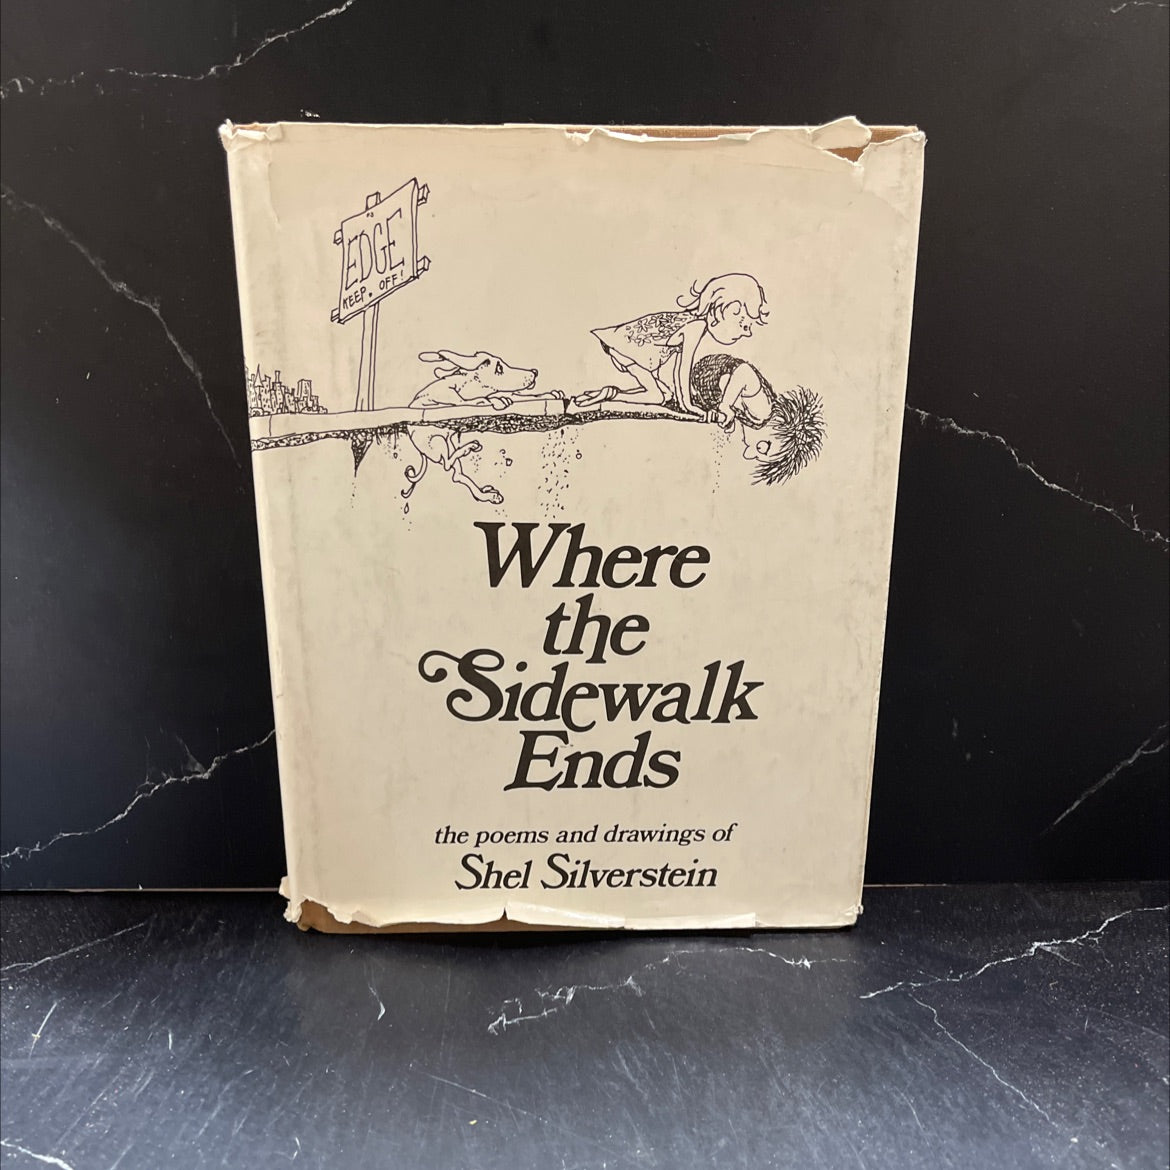 EDGE
KEEP OFF!
Where
the
Sidewalk
Ends
the poems and drawings of
Shel Silverstein